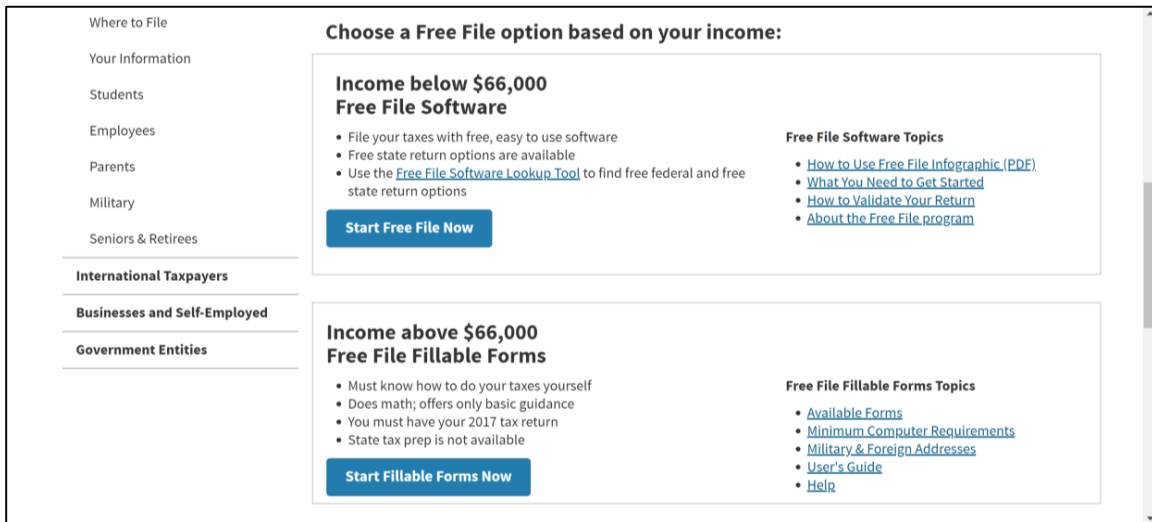 Where to File
Your Information
Students
Employees
Parents
Military
Seniors & Retirees
International Taxpayers
Businesses and Self-Employed
Government Entities
Choose a Free File option based on your income:
Income below $66,000
Free File Software
• File your taxes with free, easy to use software
• Free state return options are available
• Use the Free File Software Lookup Tool to find free federal and free
state return options
Start Free File Now
Free File Software Topics
• How to Use Free File Infographic (PDF)
• What You Need to Get Started
• How to Validate Your Return
• About the Free File program
Income above $66,000
Free File Fillable Forms
• Must know how to do your taxes yourself
• Does math; offers only basic guidance
• You must have your 2017 tax return
• State tax prep is not available
Start Fillable Forms Now
Free File Fillable Forms Topics
• Available Forms
• Minimum Computer Requirements
• Military & Foreign Addresses
• User's Guide
• Help